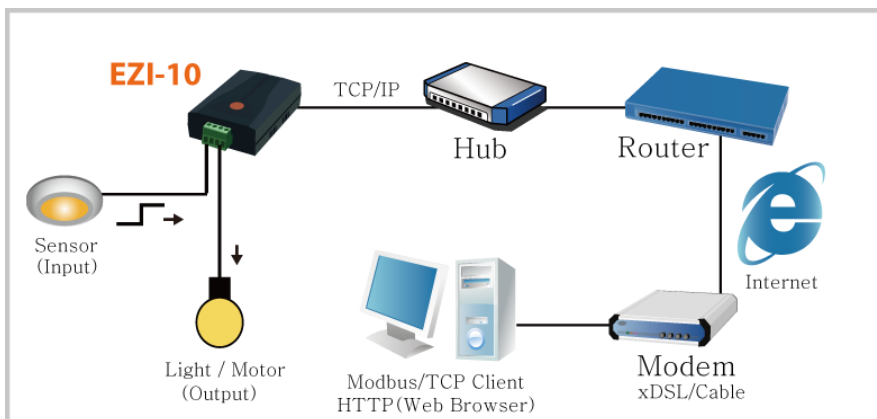 EZI-10
TCP/IP
Hub
Router
Sensor
(Input)
Internet
Light / Motor
(Output)
Modbus/TCP Client
HTTP(Web Browser)
Modem
xDSL/Cable